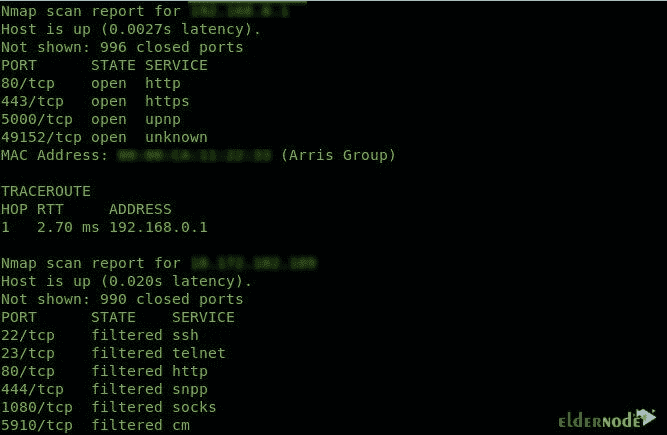 Nmap scan report for
Host is up (0.0027s latency).
Not shown: 996 closed ports
PORT      STATE SERVICE
80/tcp    open  http
443/tcp   open  https
5000/tcp  open  upnp
49152/tcp open  unknown
MAC Address:                   (Arris Group)
TRACEROUTE
HOP RTT     ADDRESS
1   2.70 ms 192.168.0.1
Nmap scan report for
Host is up (0.020s latency).
Not shown: 990 closed ports
PORT      STATE    SERVICE
22/tcp    filtered ssh
23/tcp    filtered telnet
80/tcp    filtered http
444/tcp   filtered snpp
1080/tcp  filtered socks
5910/tcp  filtered cm
eldernode